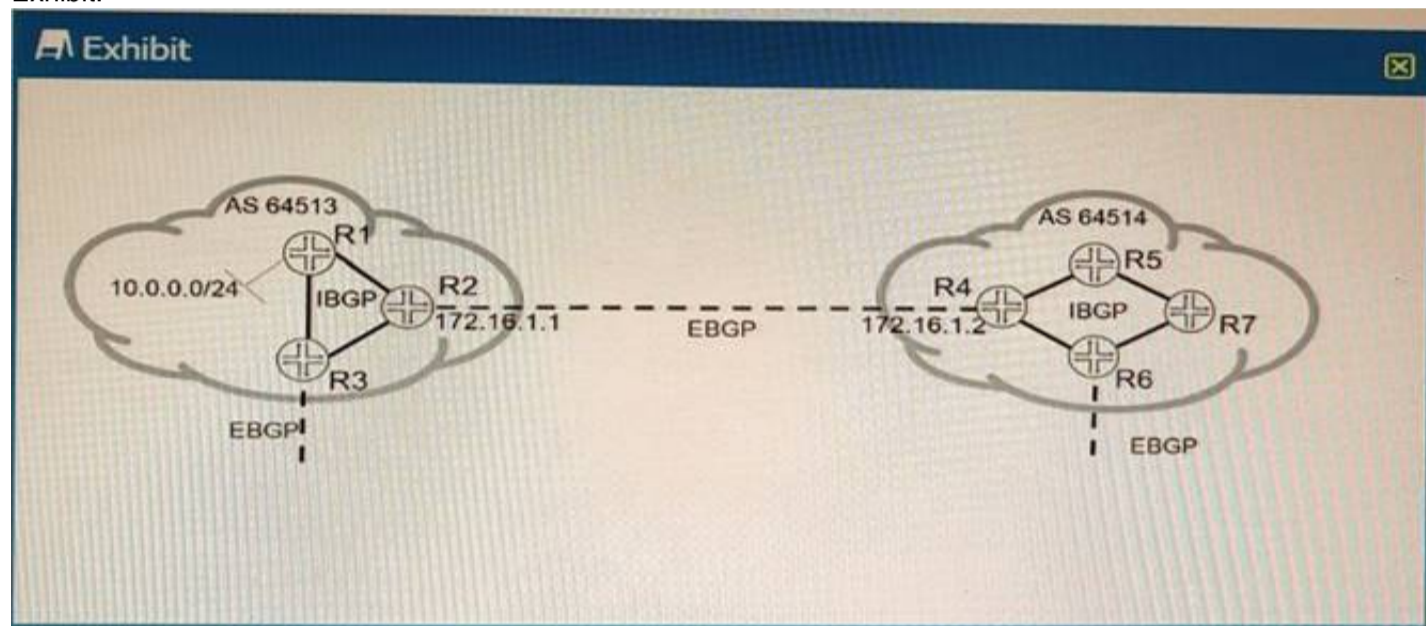 Exhibit
AS 64513
R1
10.0.0.0/24
IBGP
R2
172.16.1.1
R3
EBGP
EBGP
AS 64514
R5
R4
IBGP
172.16.1.2
R7
R6
EBGP